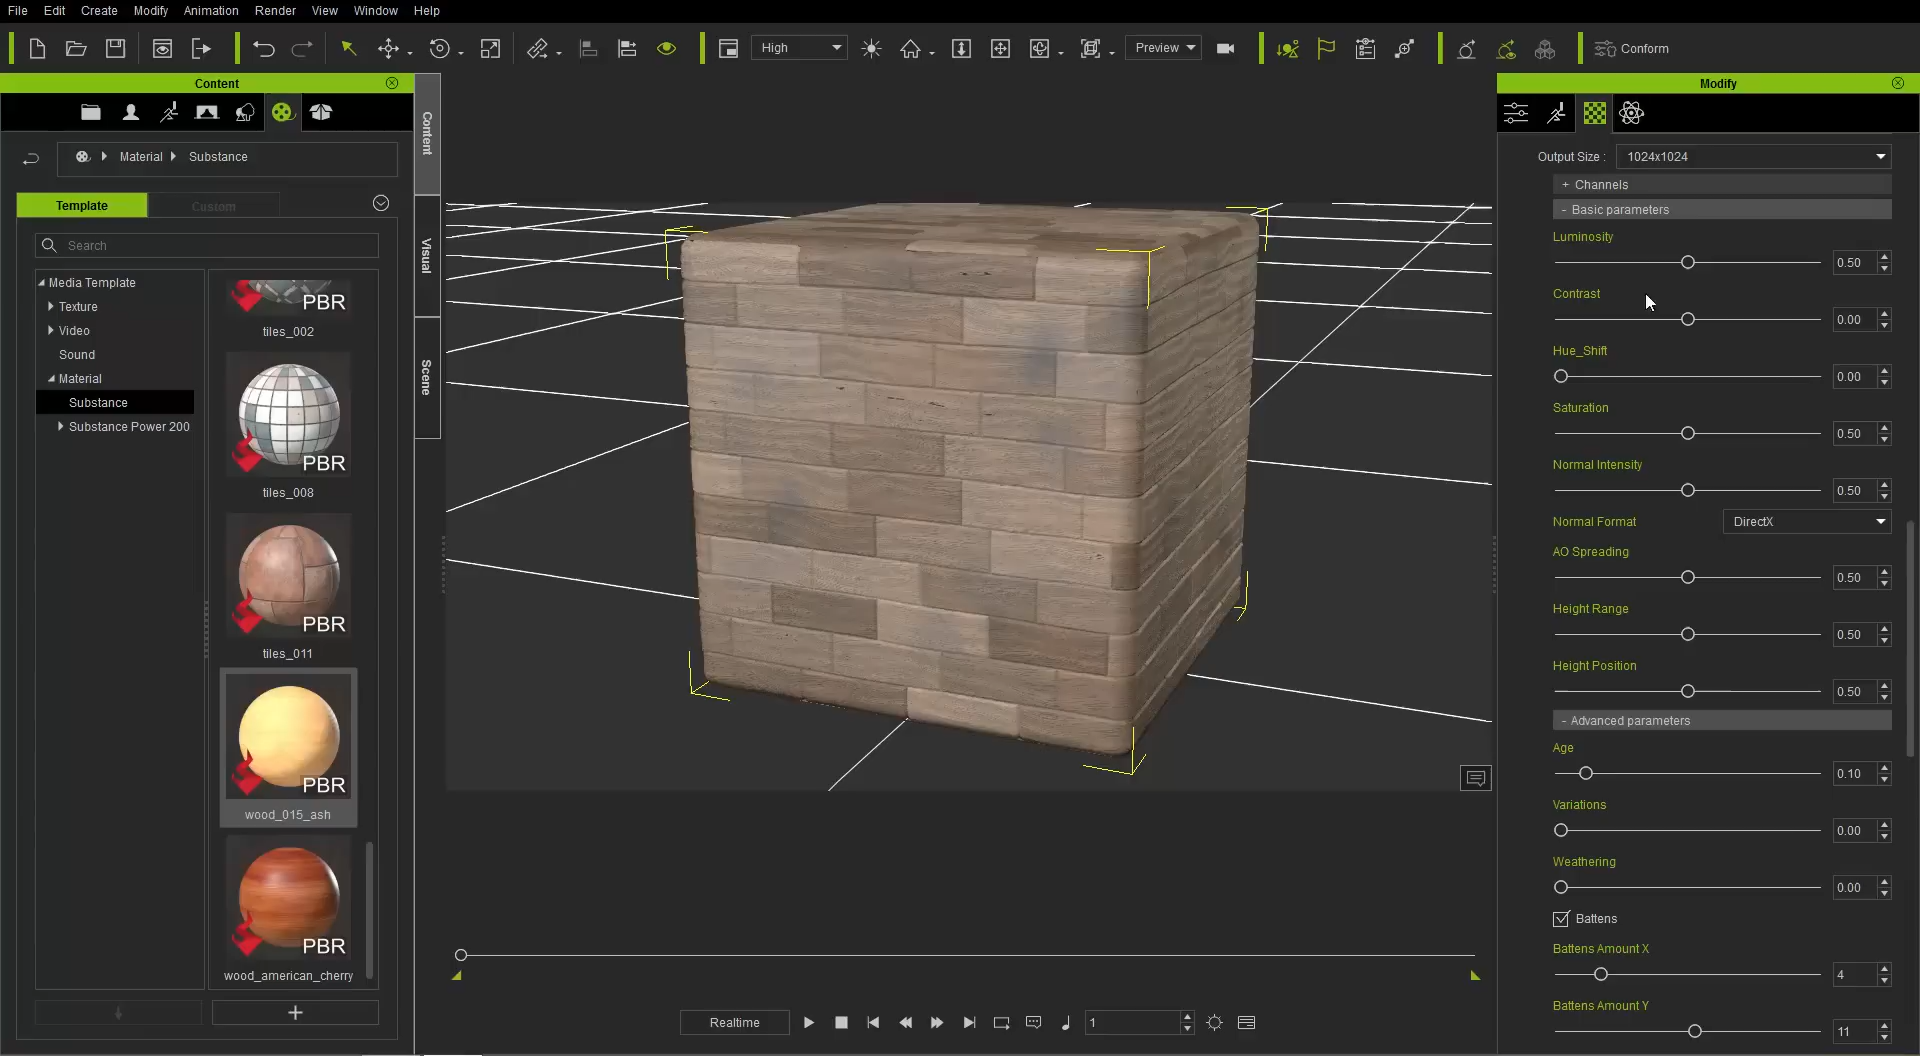 File Edit Create Modify Animation Render View Window Help
High
Preview
Conform
Content
Material Substance
Template Custom
Search
Media Template
Texture
Video
Sound
Material
Substance
Substance Power 200
PBR
tiles_002
PBR
tiles_008
PBR
tiles_011
PBR
wood_015_ash
PBR
wood_american_cherry
Content
Visual
Scene
Realtime
1
Modify
Output Size : 1024x1024
+ Channels
- Basic parameters
Luminosity
0.50
Contrast
0.00
Hue_Shift
0.00
Saturation
0.50
Normal Intensity
0.50
Normal Format DirectX
AO Spreading
0.50
Height Range
0.50
Height Position
0.50
- Advanced parameters
Age
0.10
Variations
0.00
Weathering
0.00
Battens
Battens Amount X
4
Battens Amount Y
11